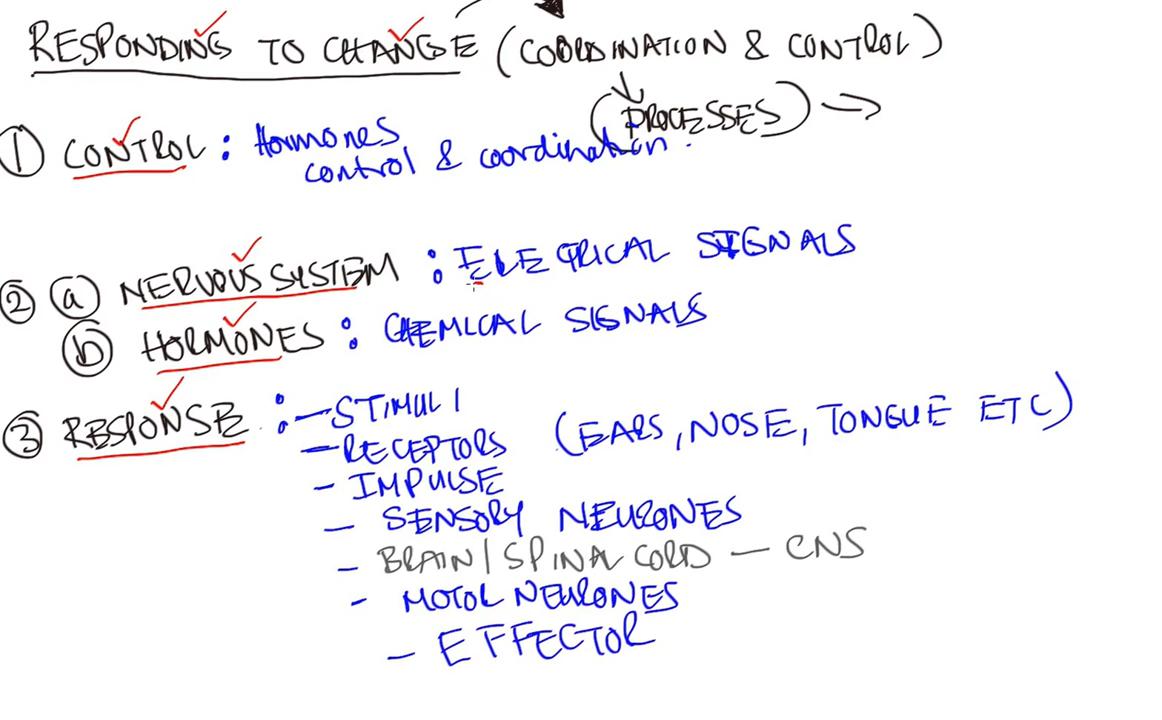 RESPONDING TO CHANGE (COORDINATION & CONTROL)
(PROCESSES) →
① CONTROL : Hormones
control & coordination.
② ⓐ NERVOUS SYSTEM : ELECTRICAL SIGNALS
ⓑ HORMONES : CHEMICAL SIGNALS
③ RESPONSE : - STIMULI
- RECEPTORS (EARS, NOSE, TONGUE ETC)
- IMPULSE
- SENSORY NEURONES
- BRAIN/SPINAL CORD - CNS
- MOTOR NEURONES
- EFFECTOR